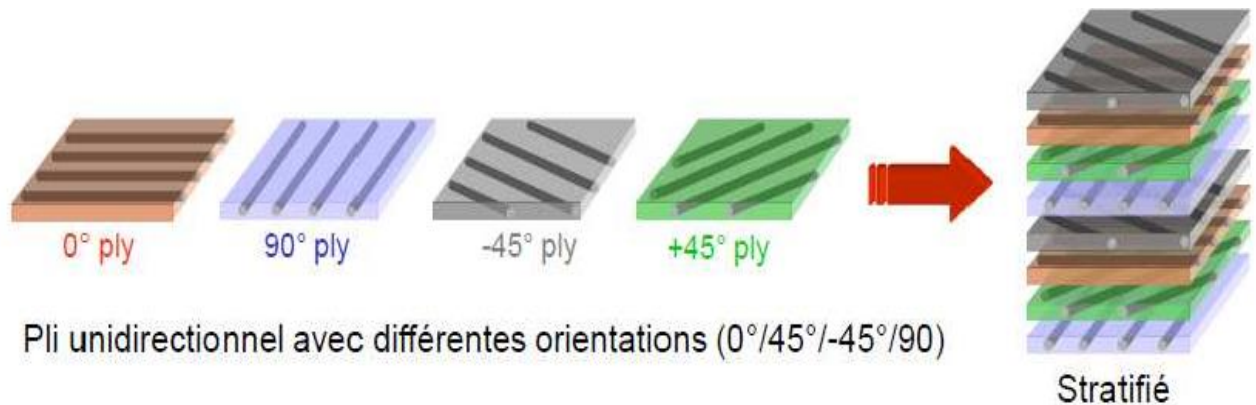 0° ply
90° ply
-45° ply
+45° ply
Pli unidirectionnel avec différentes orientations (0°/45°/-45°/90)
Stratifié